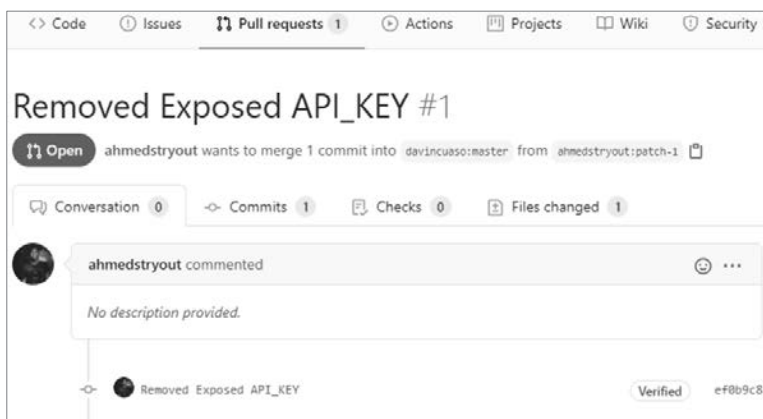 <> Code Issues Pull requests 1 Actions Projects Wiki Security
Removed Exposed API_KEY #1
Open ahmedstryout wants to merge 1 commit into davincuaso:master from ahmedstryout:patch-1
Conversation 0 Commits 1 Checks 0 Files changed 1
ahmedstryout commented
No description provided.
Removed Exposed API_KEY Verified ef0b9c8